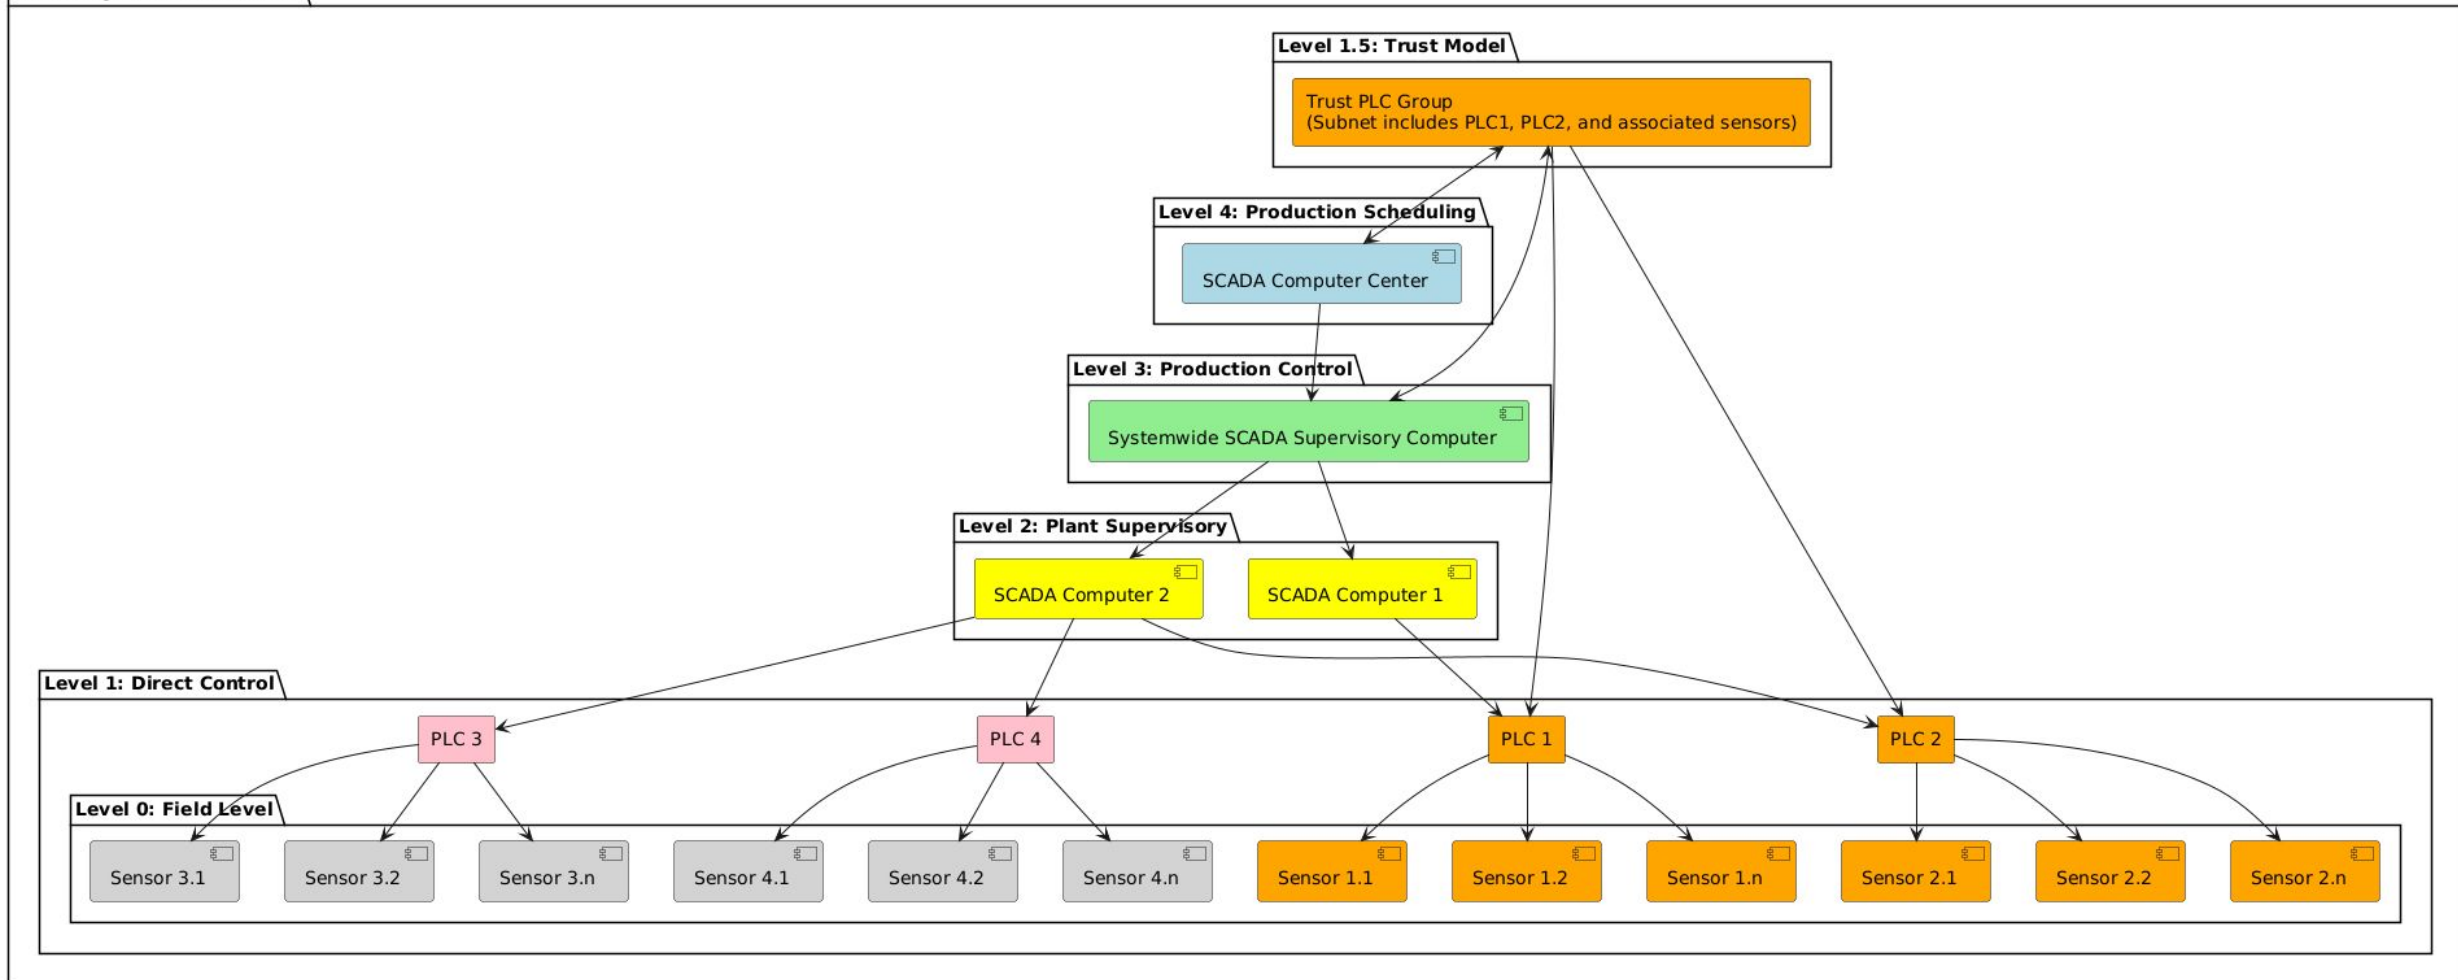 Level 1.5: Trust Model
Trust PLC Group
(Subnet includes PLC1, PLC2, and associated sensors)
Level 4: Production Scheduling
SCADA Computer Center
Level 3: Production Control
Systemwide SCADA Supervisory Computer
Level 2: Plant Supervisory
SCADA Computer 2
SCADA Computer 1
Level 1: Direct Control
PLC 3
PLC 4
PLC 1
PLC 2
Level 0: Field Level
Sensor 3.1
Sensor 3.2
Sensor 3.n
Sensor 4.1
Sensor 4.2
Sensor 4.n
Sensor 1.1
Sensor 1.2
Sensor 1.n
Sensor 2.1
Sensor 2.2
Sensor 2.n